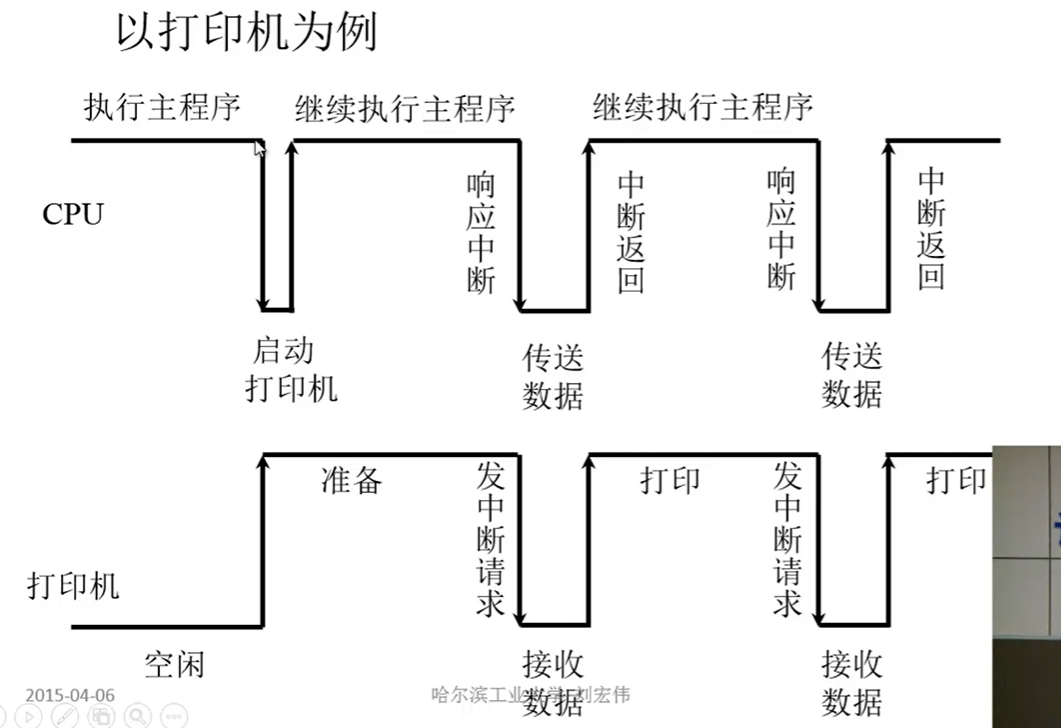 以打印机为例
执行主程序
继续执行主程序
继续执行主程序
CPU
响应中断
中断返回
响应中断
中断返回
启动
打印机
传送
数据
传送
数据
准备
发中断请求
打印
发中断请求
打印
打印机
空闲
接收
数据
接收
数据
2015-04-06
哈尔滨工业大学 刘宏伟